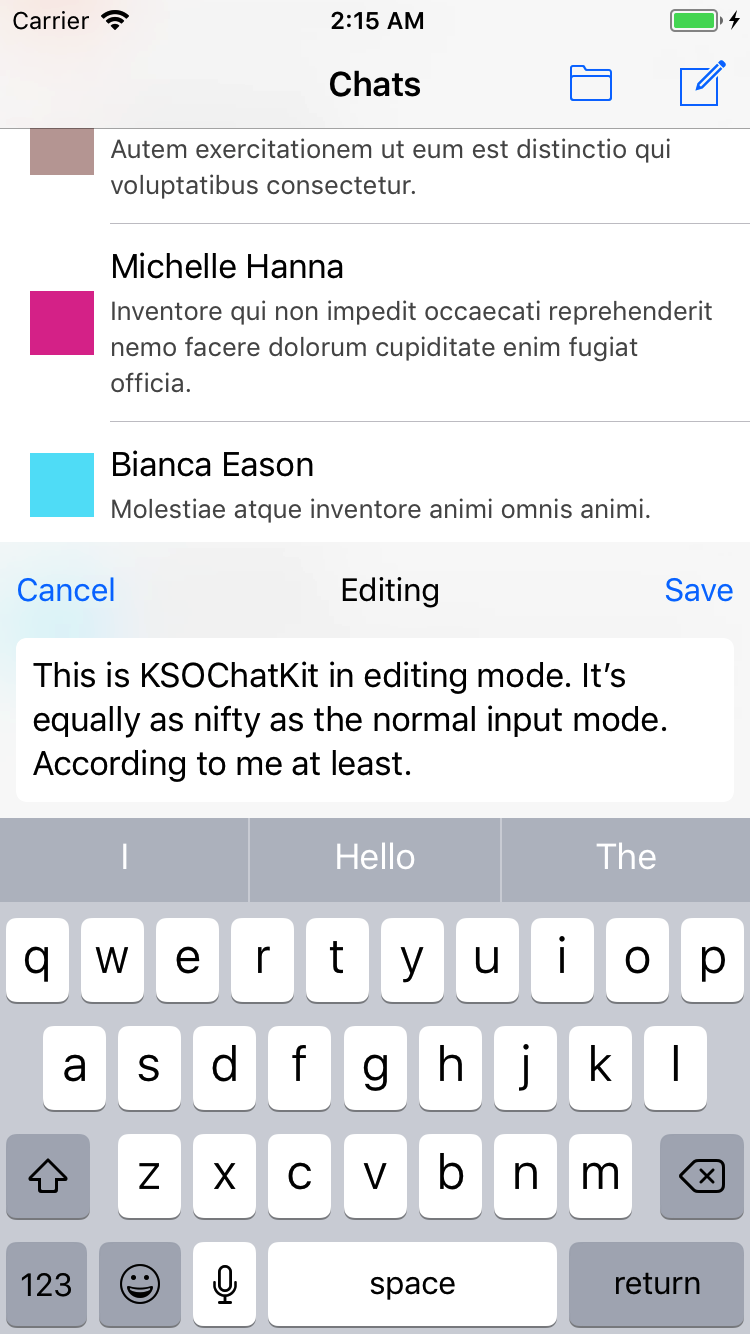 Carrier 2:15 AM
Chats
Autem exercitationem ut eum est distinctio qui
voluptatibus consectetur.
Michelle Hanna
Inventore qui non impedit occaecati reprehenderit
nemo facere dolorum cupiditate enim fugiat
officia.
Bianca Eason
Molestiae atque inventore animi omnis animi.
Cancel Editing Save
This is KSOChatKit in editing mode. It’s
equally as nifty as the normal input mode.
According to me at least.
I Hello The
q w e r t y u i o p
a s d f g h j k l
z x c v b n m
123 space return